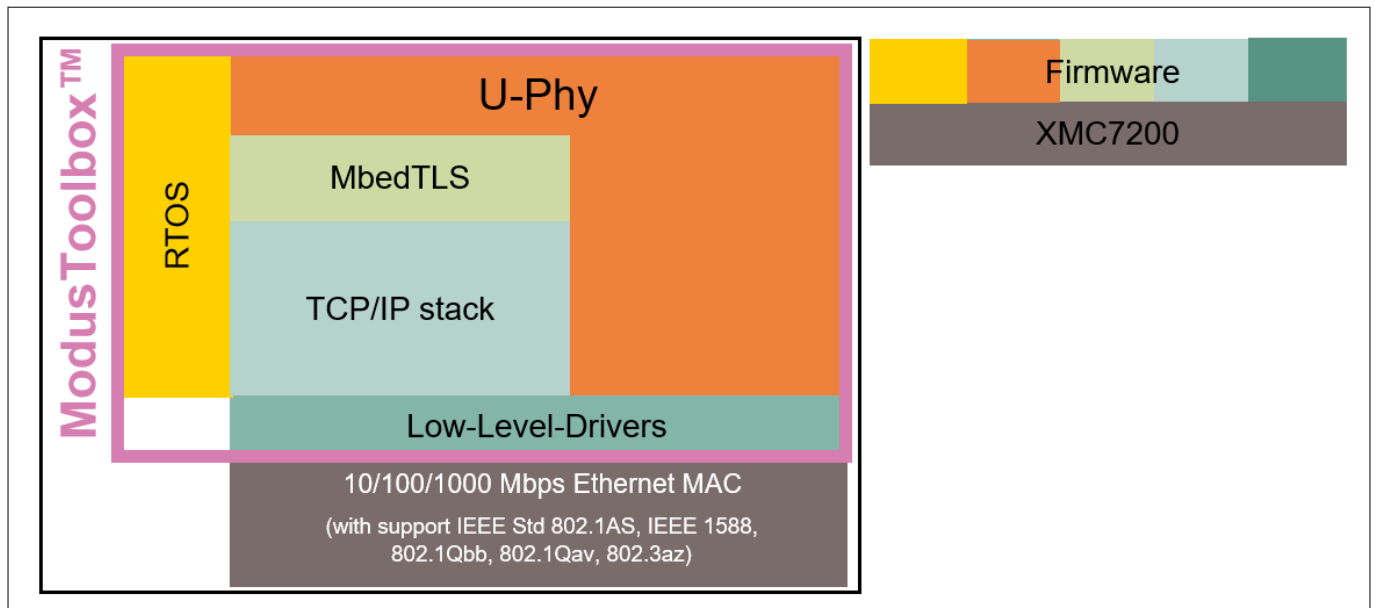 ModusToolbox™
RTOS
U-Phy
MbedTLS
TCP/IP stack
Low-Level-Drivers
10/100/1000 Mbps Ethernet MAC
(with support IEEE Std 802.1AS, IEEE 1588,
802.1Qbb, 802.1Qav, 802.3az)
Firmware
XMC7200